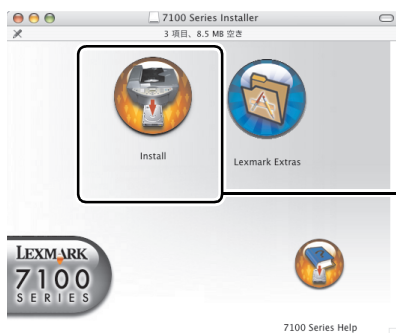 7100 Series Installer
3 項目、8.5 MB 空き
Install
Lexmark Extras
LEXMARK
7100
SERIES
7100 Series Help